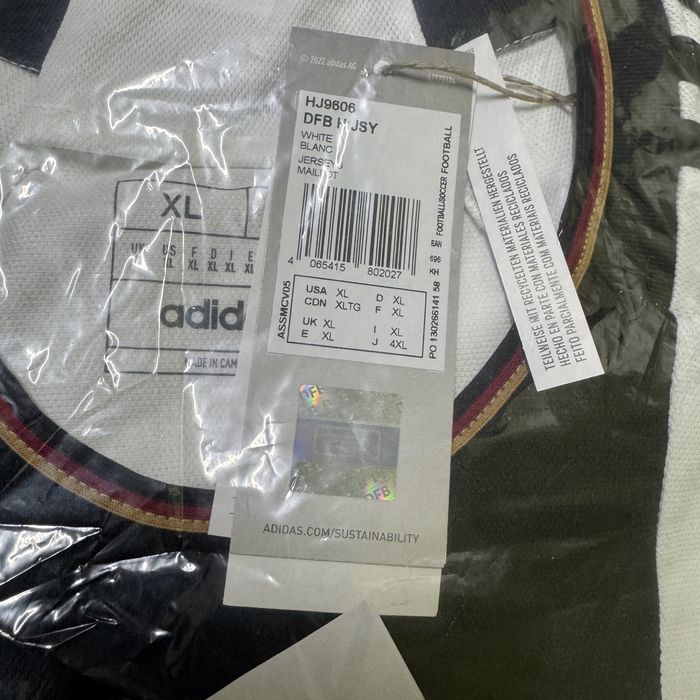 © 2022 adidas AG
HJ9606
DFB H JSY
WHITE
BLANC
JERSEYS
MAILLOT
4 065415 802027
FOOTBALL/SOCCER FOOTBALL
EAN
696
KH
PO 130266141 58
ASSMCV05
USA XL D XL
CDN XLTG F XL
UK XL I XL
E XL J 4XL
DFB
DFB
ADIDAS.COM/SUSTAINABILITY
TEILWEISE MIT RECYCELTEN MATERIALIEN HERGESTELLT
HECHO EN PARTE CON MATERIALES RECICLADOS
FEITO PARCIALMENTE COM MATERIAIS RECICLADOS
XL
US F D I
XL XL XL XL
adid
MADE IN CAM